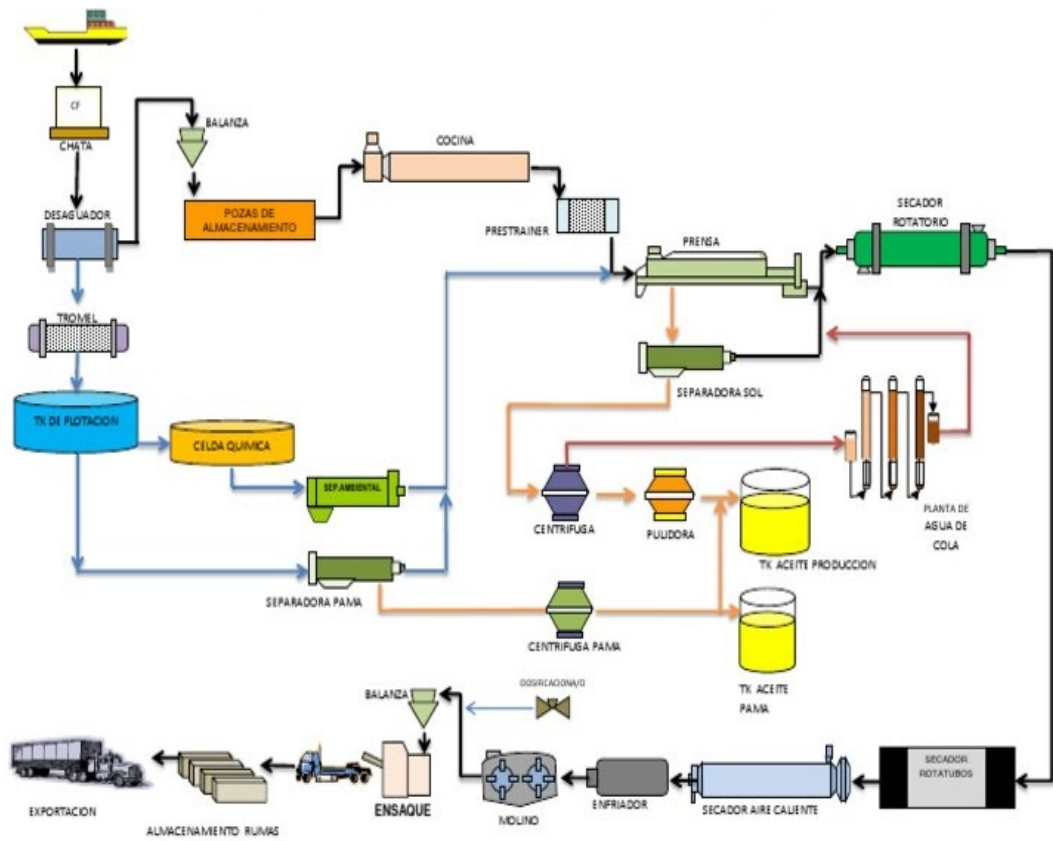 CF
CHATA
BALANZA
COCINA
DESAGUADOR
POZAS DE
ALMACENAMIENTO
PRESTRAINER
PRENSA
SECADOR
ROTATORIO
TROMEL
SEPARADORA SOL
TK DE FLOTACION
CELDA QUIMICA
SEP.AMBIENTAL
CENTRIFUGA
PULIDORA
PLANTA DE
AGUA DE
COLA
TK ACEITE PRODUCCION
SEPARADORA PAMA
CENTRIFUGA PAMA
TK ACEITE
PAMA
DOSIFICACIONA/O
BALANZA
SECADOR
ROTATUBOS
ENSAQUE
MOLINO
ENFRIADOR
SECADOR AIRE CALIENTE
EXPORTACION
ALMACENAMIENTO RUMAS